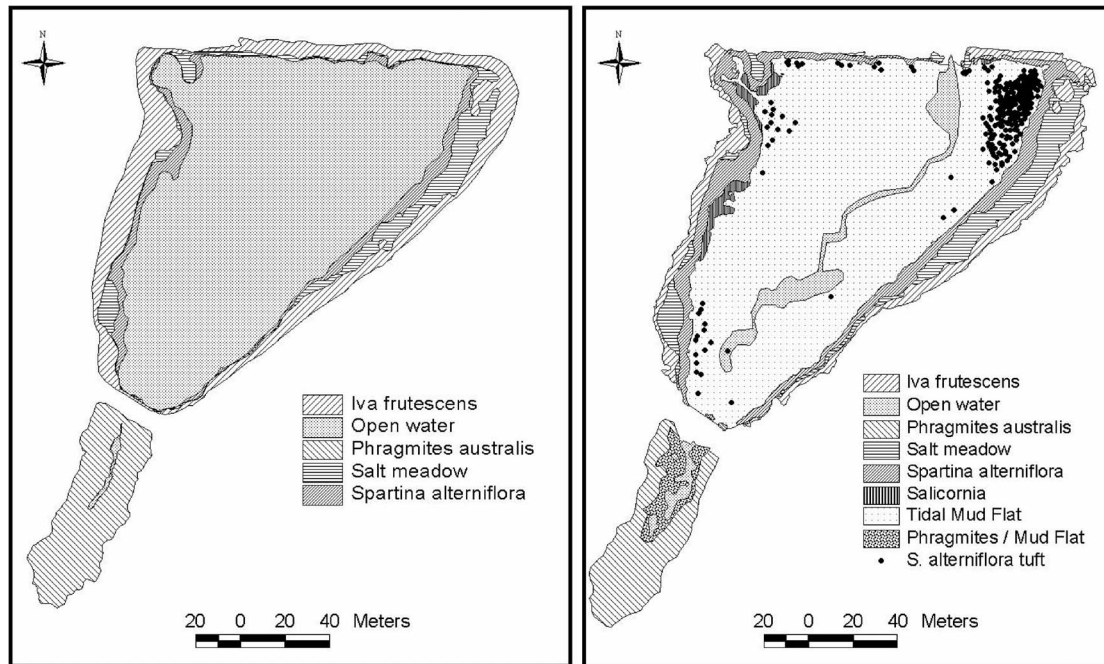 N
Iva frutescens
Open water
Phragmites australis
Salt meadow
Spartina alterniflora
20 0 20 40 Meters
N
Iva frutescens
Open water
Phragmites australis
Salt meadow
Spartina alterniflora
Salicornia
Tidal Mud Flat
Phragmites / Mud Flat
S. alterniflora tuft
20 0 20 40 Meters